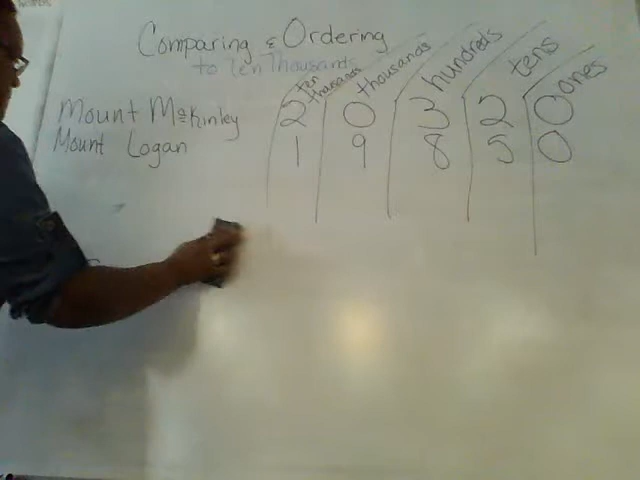 Comparing & Ordering
to Ten Thousands
ten thousands thousands hundreds tens ones
Mount McKinley 2 0 3 2 0
Mount Logan 1 9 8 5 0